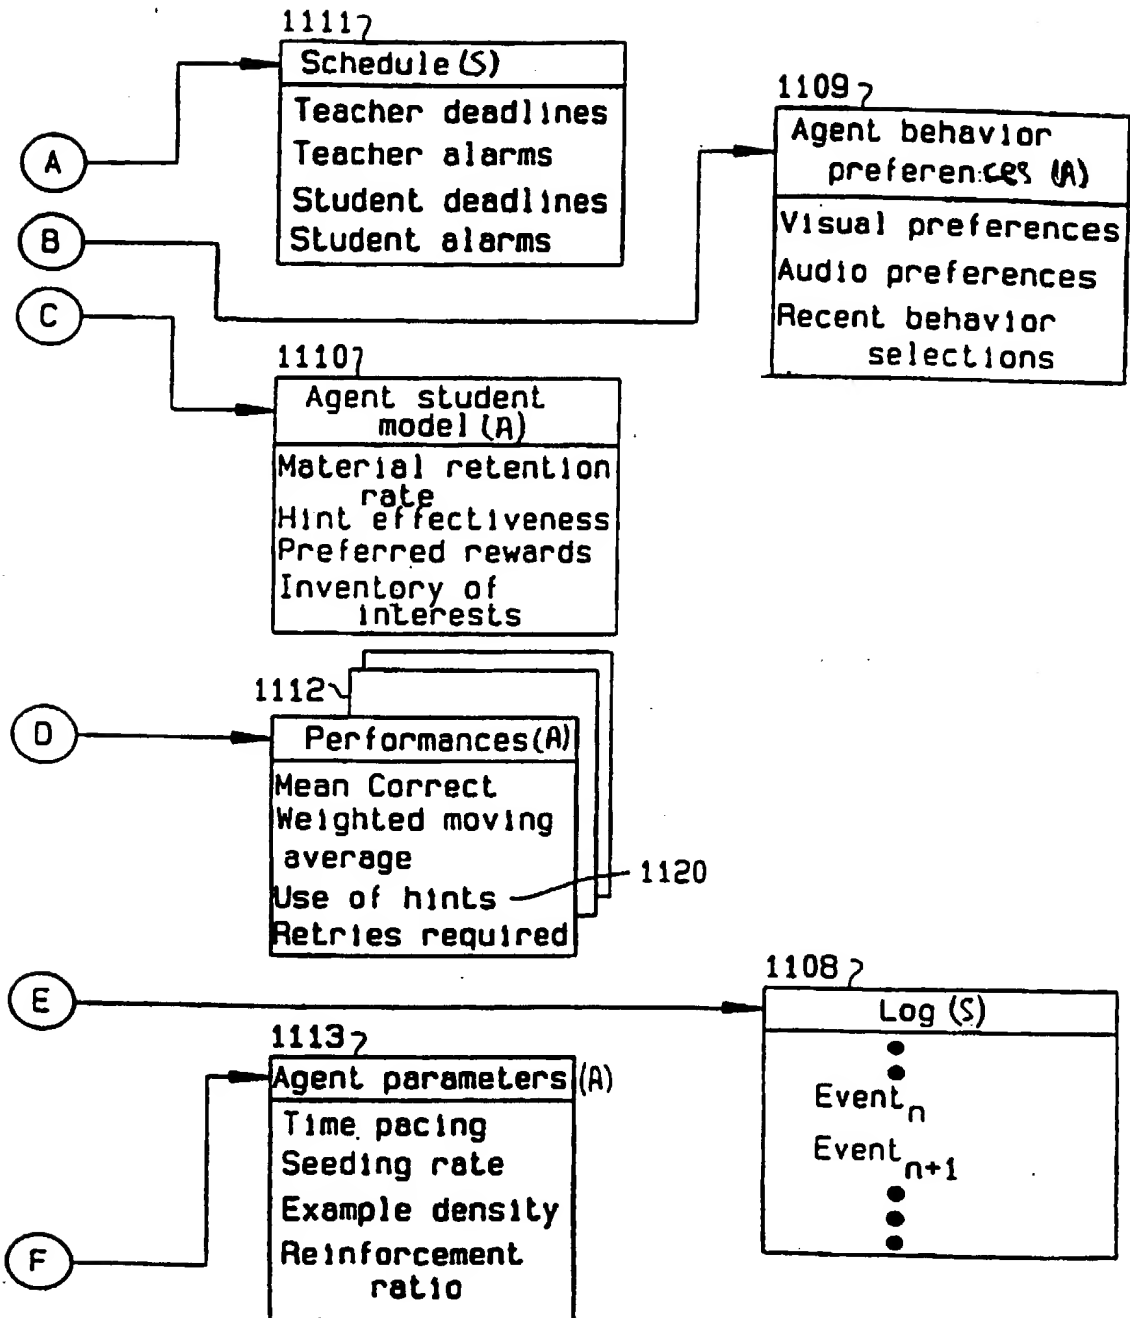 1111
Schedule (S)
Teacher deadlines
Teacher alarms
Student deadlines
Student alarms
A
B
C
1109
Agent behavior
preferences (A)
Visual preferences
Audio preferences
Recent behavior
selections
1110
Agent student
model (A)
Material retention
rate
Hint effectiveness
Preferred rewards
Inventory of
interests
1112
D
Performances (A)
Mean Correct
Weighted moving
average
Use of hints
1120
Retries required
E
1108
Log (S)
Event n
Event n+1
1113
Agent parameters (A)
Time pacing
Seeding rate
Example density
Reinforcement
ratio
F